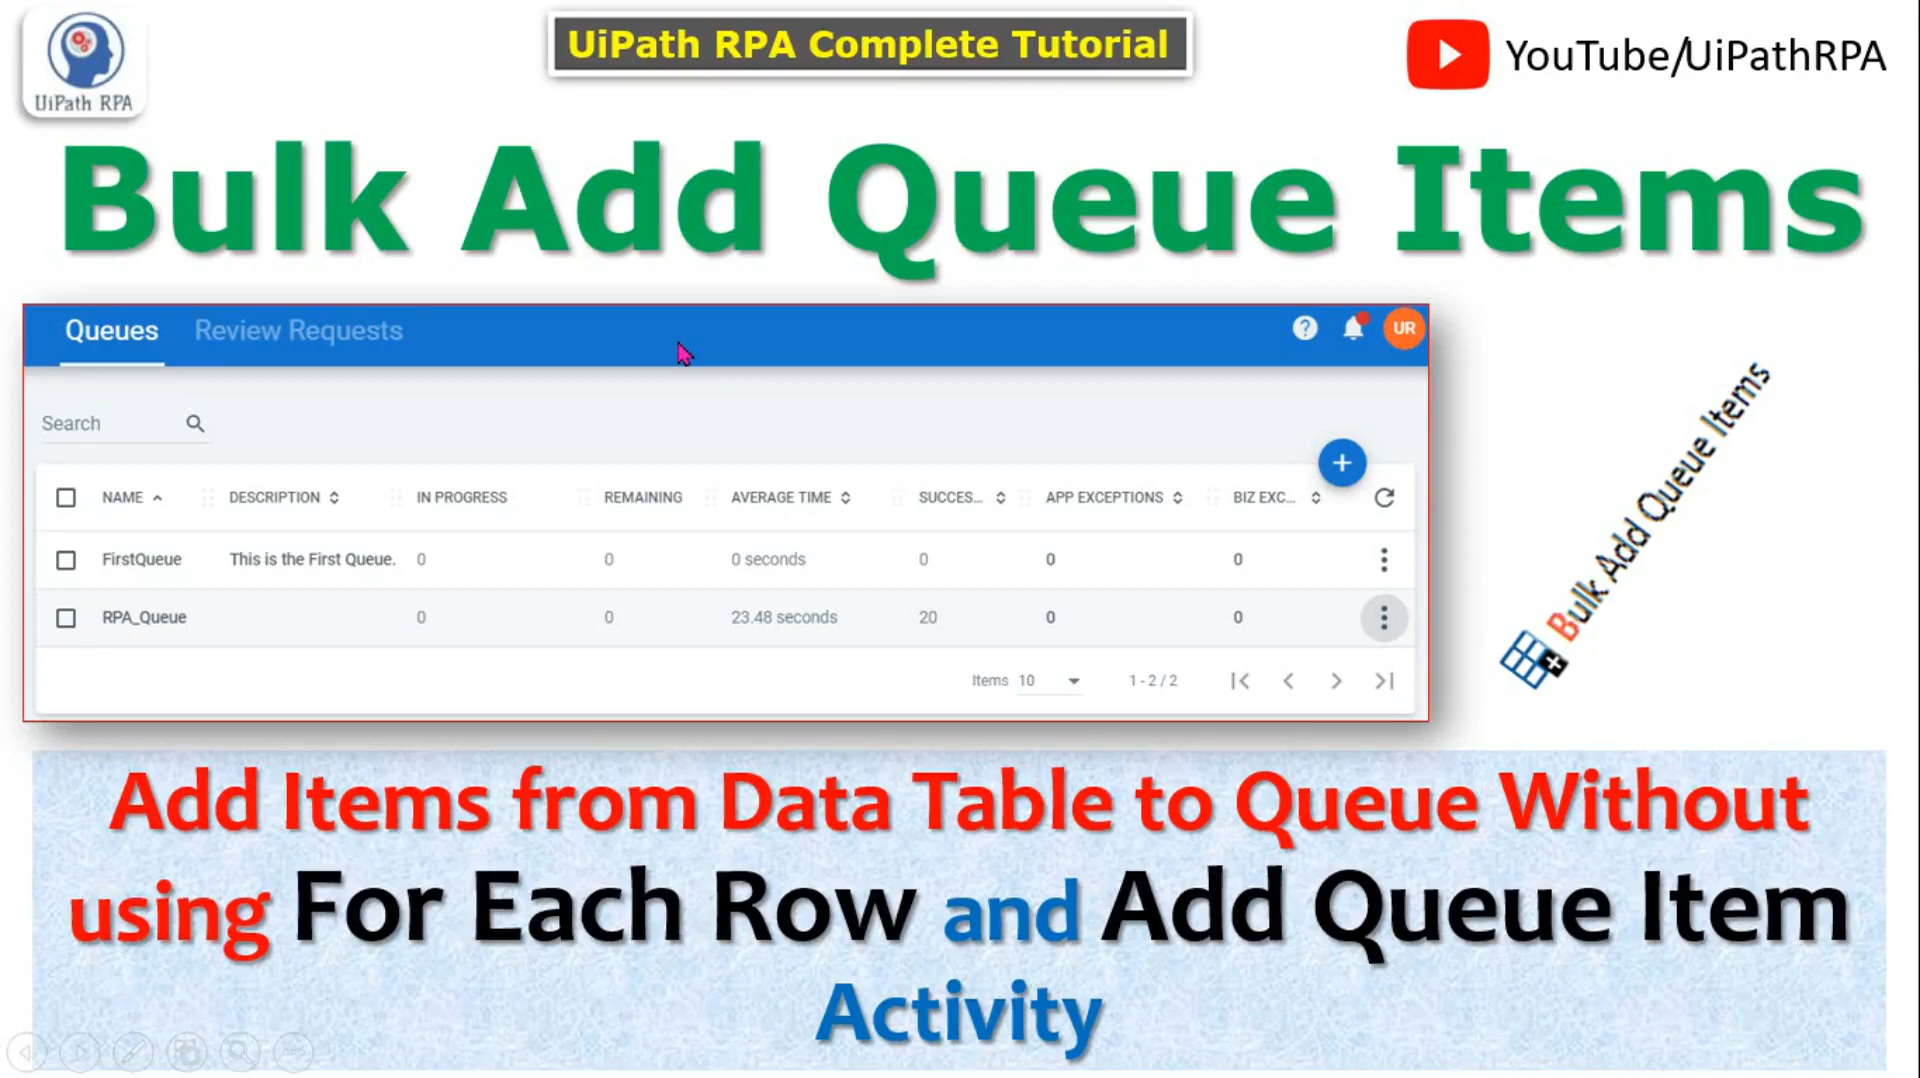 UiPath RPA
UiPath RPA Complete Tutorial
YouTube/UiPathRPA
Bulk Add Queue Items
Queues Review Requests
? UR
Search
+
NAME DESCRIPTION IN PROGRESS REMAINING AVERAGE TIME SUCCES... APP EXCEPTIONS BIZ EXC...
FirstQueue This is the First Queue. 0 0 0 seconds 0 0 0
RPA_Queue 0 0 23.48 seconds 20 0 0
Items 10 1 - 2 / 2
Bulk Add Queue Items
Add Items from Data Table to Queue Without
using For Each Row and Add Queue Item
Activity